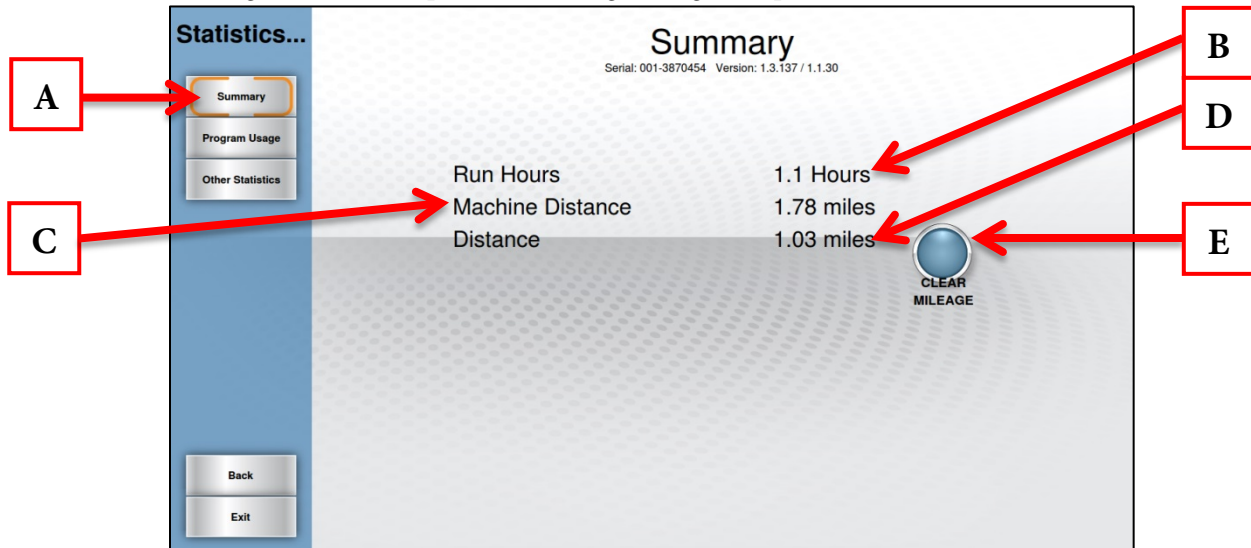 Statistics...
Summary
Serial: 001-3870454 Version: 1.3.137 / 1.1.30
A
B
C
D
E
Summary
Program Usage
Other Statistics
Run Hours 1.1 Hours
Machine Distance 1.78 miles
Distance 1.03 miles
CLEAR
MILEAGE
Back
Exit